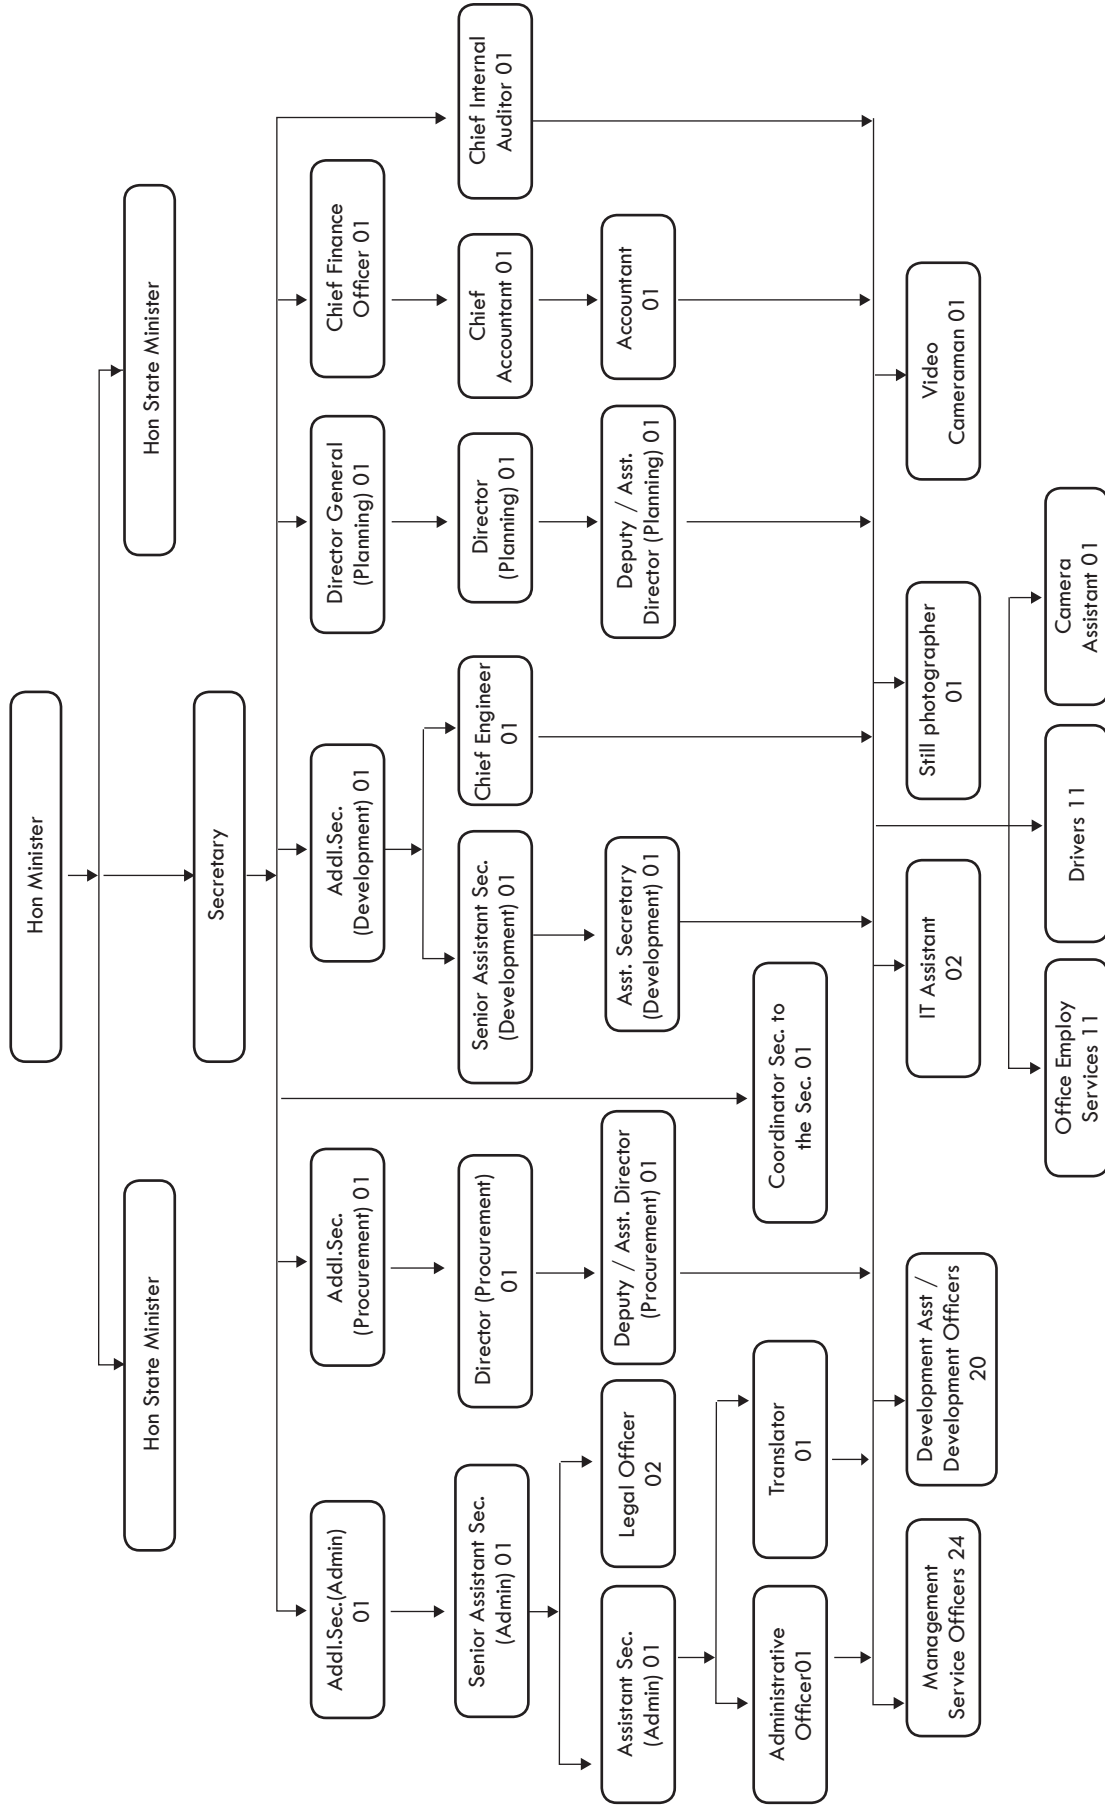 Hon Minister
Hon State Minister
Hon State Minister
Secretary
Addl.Sec.(Admin)
01
Addl.Sec.
(Procurement) 01
Addl.Sec.
(Development) 01
Director General
(Planning) 01
Chief Finance
Officer 01
Senior Assistant Sec.
(Admin) 01
Director (Procurement)
01
Senior Assistant Sec.
(Development) 01
Chief Engineer
01
Director
(Planning) 01
Chief
Accountant 01
Chief Internal
Auditor 01
Assistant Sec.
(Admin) 01
Legal Officer
02
Deputy / Asst. Director
(Procurement) 01
Asst. Secretary
(Development) 01
Deputy / Asst.
Director (Planning) 01
Accountant
01
Administrative
Officer01
Translator
01
Coordinator Sec. to
the Sec. 01
Management
Service Officers 24
Development Asst /
Development Officers
20
IT Assistant
02
Still photographer
01
Video
Cameraman 01
Office Employ
Services 11
Drivers 11
Camera
Assistant 01